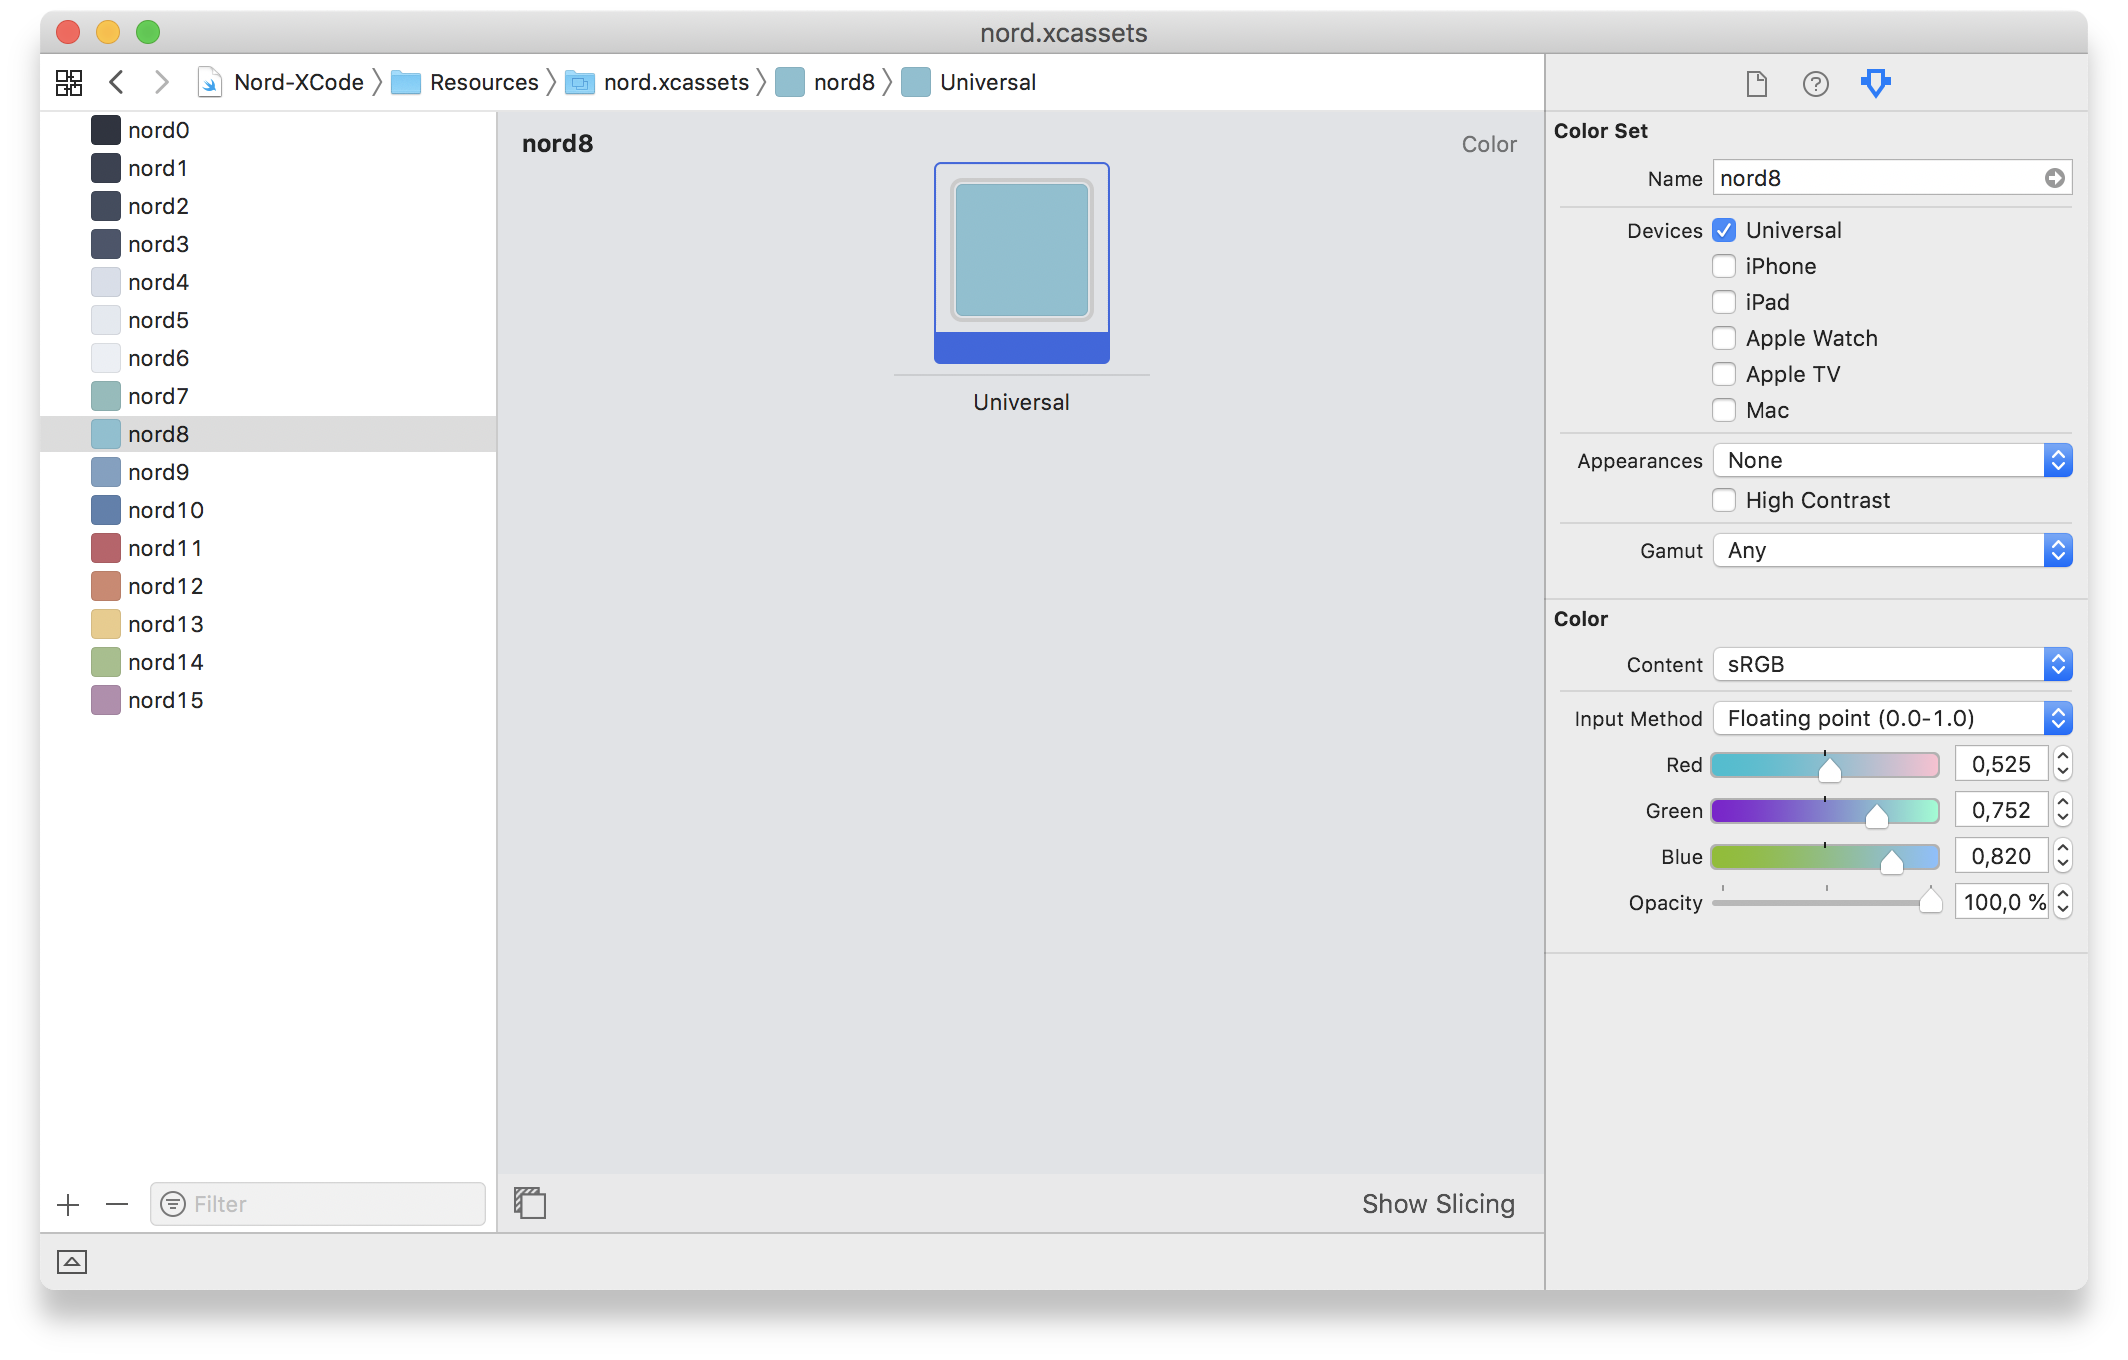 nord.xcassets
Nord-XCode Resources nord.xcassets nord8 Universal
nord0
nord1
nord2
nord3
nord4
nord5
nord6
nord7
nord8
nord9
nord10
nord11
nord12
nord13
nord14
nord15
Filter
nord8 Color
Universal
Show Slicing
Color Set
Name nord8
Devices Universal
iPhone
iPad
Apple Watch
Apple TV
Mac
Appearances None
High Contrast
Gamut Any
Color
Content sRGB
Input Method Floating point (0.0-1.0)
Red 0,525
Green 0,752
Blue 0,820
Opacity 100,0 %